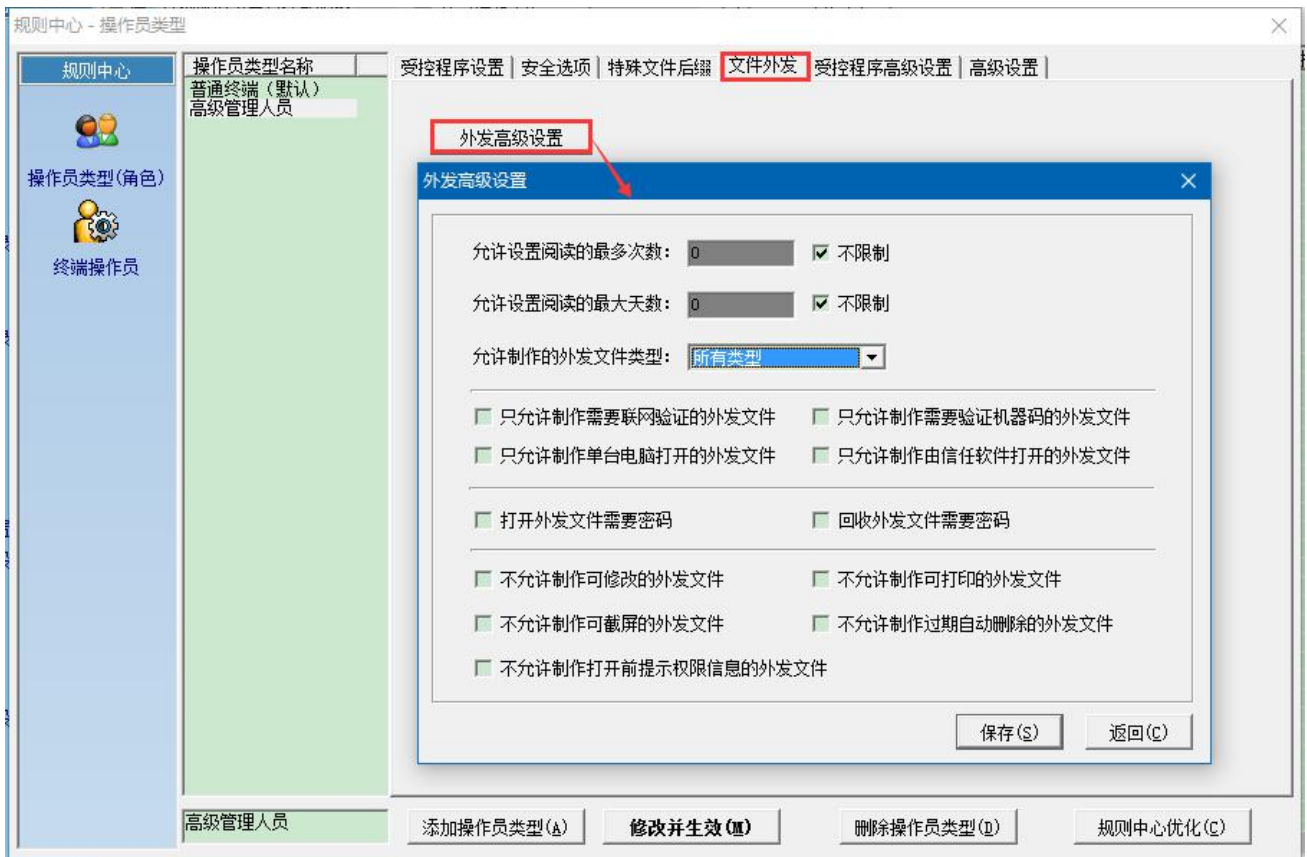 规则中心 - 操作员类型
规则中心
操作员类型(角色)
终端操作员
操作员类型名称
普通终端（默认）
高级管理人员
高级管理人员
受控程序设置 安全选项 特殊文件后缀 文件外发 受控程序高级设置 高级设置
外发高级设置
外发高级设置
允许设置阅读的最多次数： 0 不限制
允许设置阅读的最大天数： 0 不限制
允许制作的外发文件类型： 所有类型
只允许制作需要联网验证的外发文件 只允许制作需要验证机器码的外发文件
只允许制作单台电脑打开的外发文件 只允许制作由信任软件打开的外发文件
打开外发文件需要密码 回收外发文件需要密码
不允许制作可修改的外发文件 不允许制作可打印的外发文件
不允许制作可截屏的外发文件 不允许制作过期自动删除的外发文件
不允许制作打开前提示权限信息的外发文件
保存(S) 返回(C)
添加操作员类型(A) 修改并生效(M) 删除操作员类型(D) 规则中心优化(C)